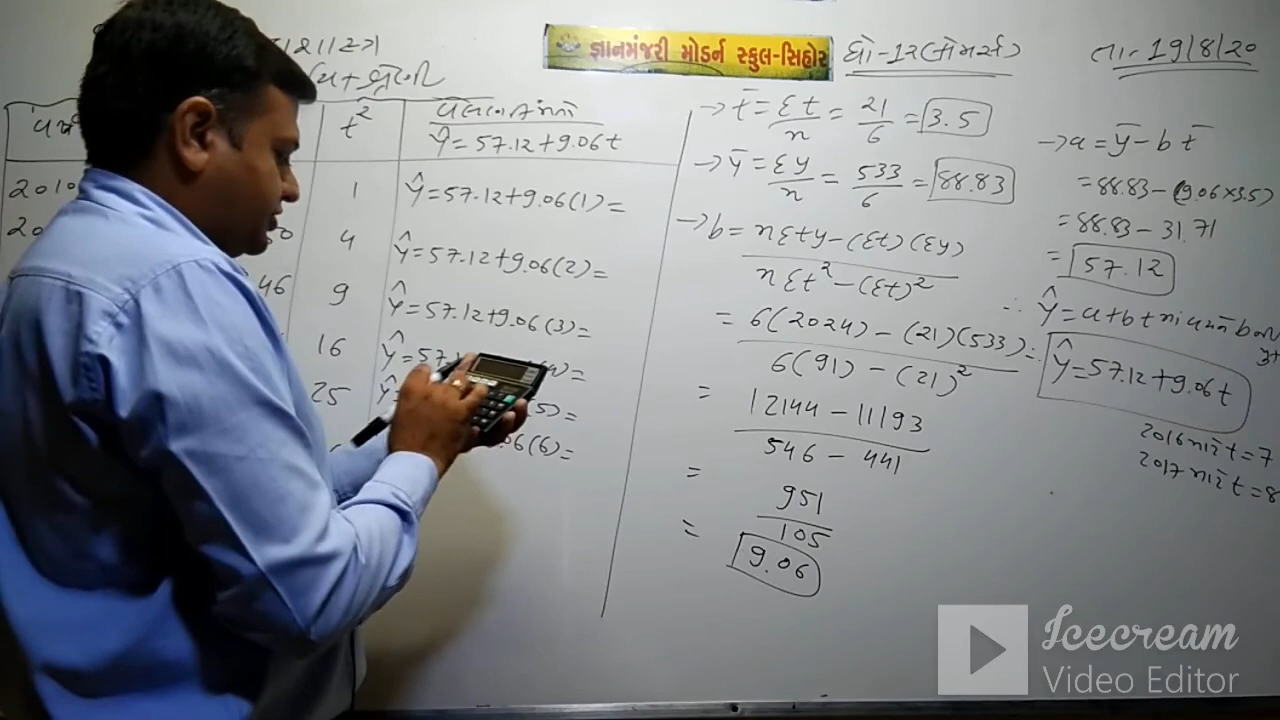 જ્ઞાનમંજરી મોડર્ન સ્કુલ-સિહોર
ધો-12(કોમર્સ)
તા- 19/8/20
t²
Ŷ=57.12+9.06t
2010
1
Ŷ=57.12+9.06(1)=
4
Ŷ=57.12+9.06(2)=
46
9
Ŷ=57.12+9.06(3)=
16
25
→ t̄ = Σt/n = 21/6 = 3.5
→ ȳ = Σy/n = 533/6 = 88.83
→ b = nΣty-(Σt)(Σy) / nΣt²-(Σt)²
= 6(2024)-(21)(533) / 6(91)-(21)²
= 12144-11193 / 546-441
= 951/105
= 9.06
→ a = ȳ-b t̄
= 88.83-(9.06×3.5)
= 88.83-31.71
= 57.12
∴ Ŷ=a+bt
∴ Ŷ=57.12+9.06t
2016 માટે t=7
2017 માટે t=8
Icecream
Video Editor